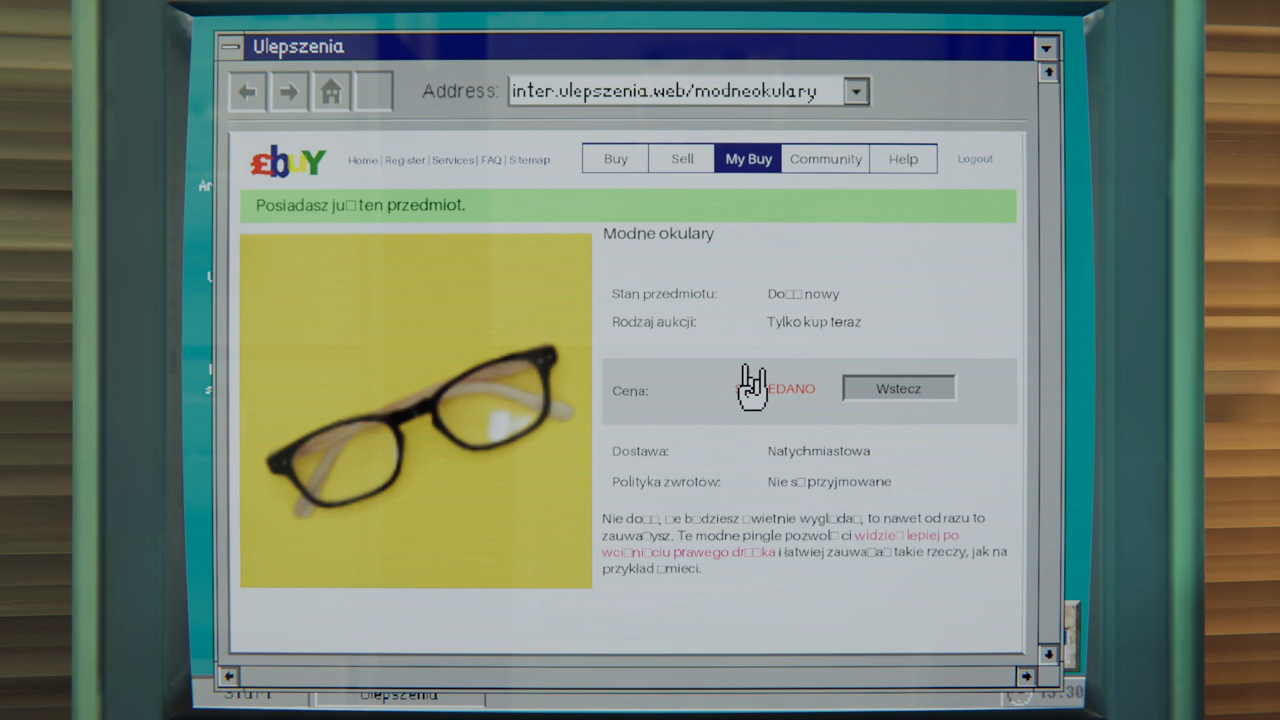 Ulepszenia
Address: inter.ulepszenia.web/modneokulary
£buY Home | Register | Services | FAQ | Sitemap Buy Sell My Buy Community Help Logout
Posiadasz ju□ ten przedmiot.
Modne okulary
Stan przedmiotu: Do□□ nowy
Rodzaj aukcji: Tylko kup teraz
Cena: Wstecz
Dostawa: Natychmiastowa
Polityka zwrotów: Nie s□ przyjmowane
Nie do□□, □e b□dziesz □wietnie wygl□da□, to nawet od razu to
zauwa□ysz. Te modne pingle pozwol□ ci widzie□ lepiej po
wci□ni□ciu prawego dr□□ka i łatwiej zauwa□a□ takie rzeczy, jak na
przykład □mieci.
Start Ulepszenia